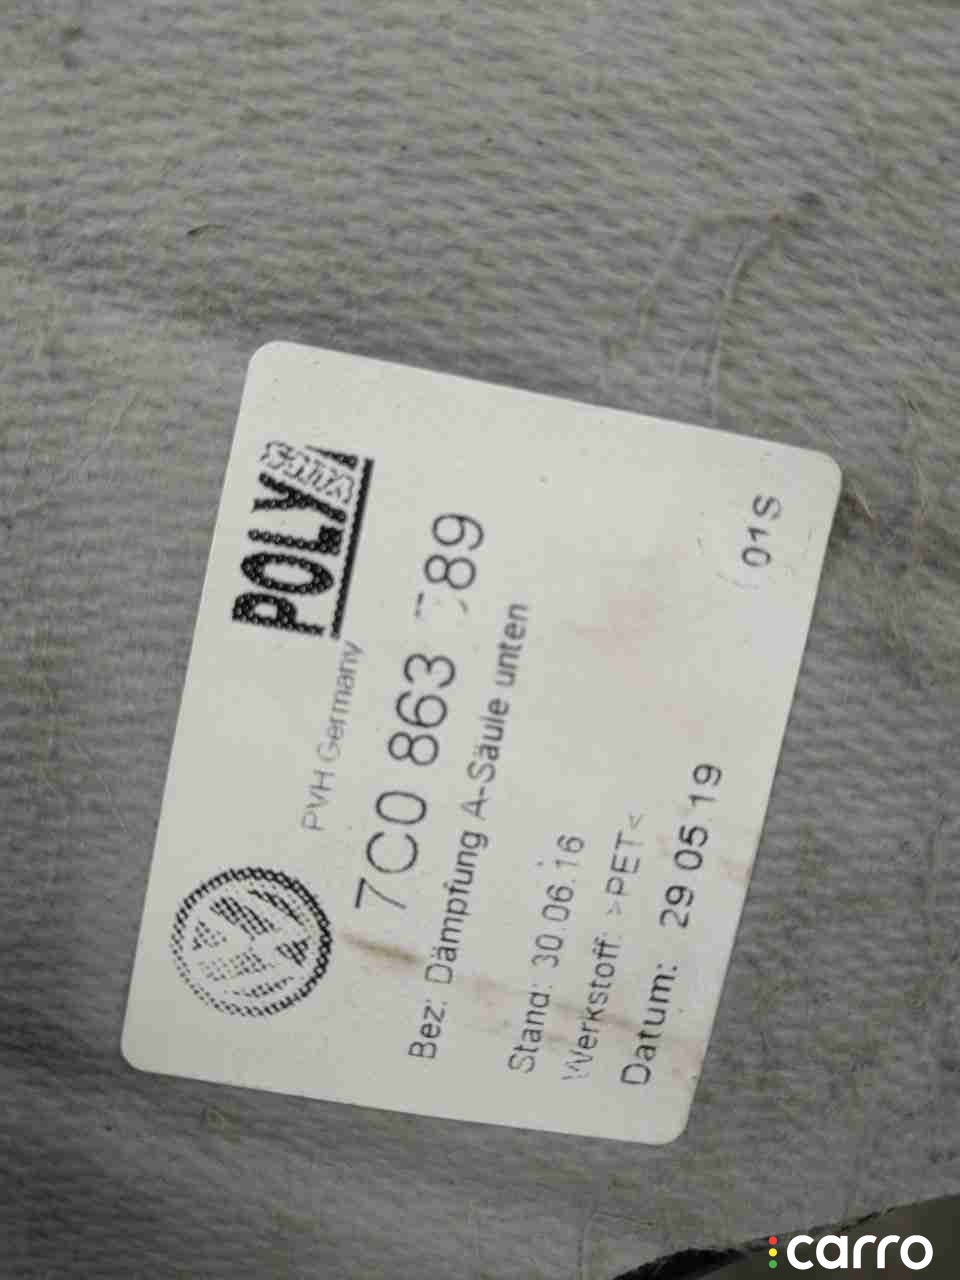 POLY
PVH Germany
7C0 863 89
Bez: Dämpfung A-Säule unten
Stand: 30.06.16
Werkstoff: >PET<
Datum: 29 05 19
01S
carro